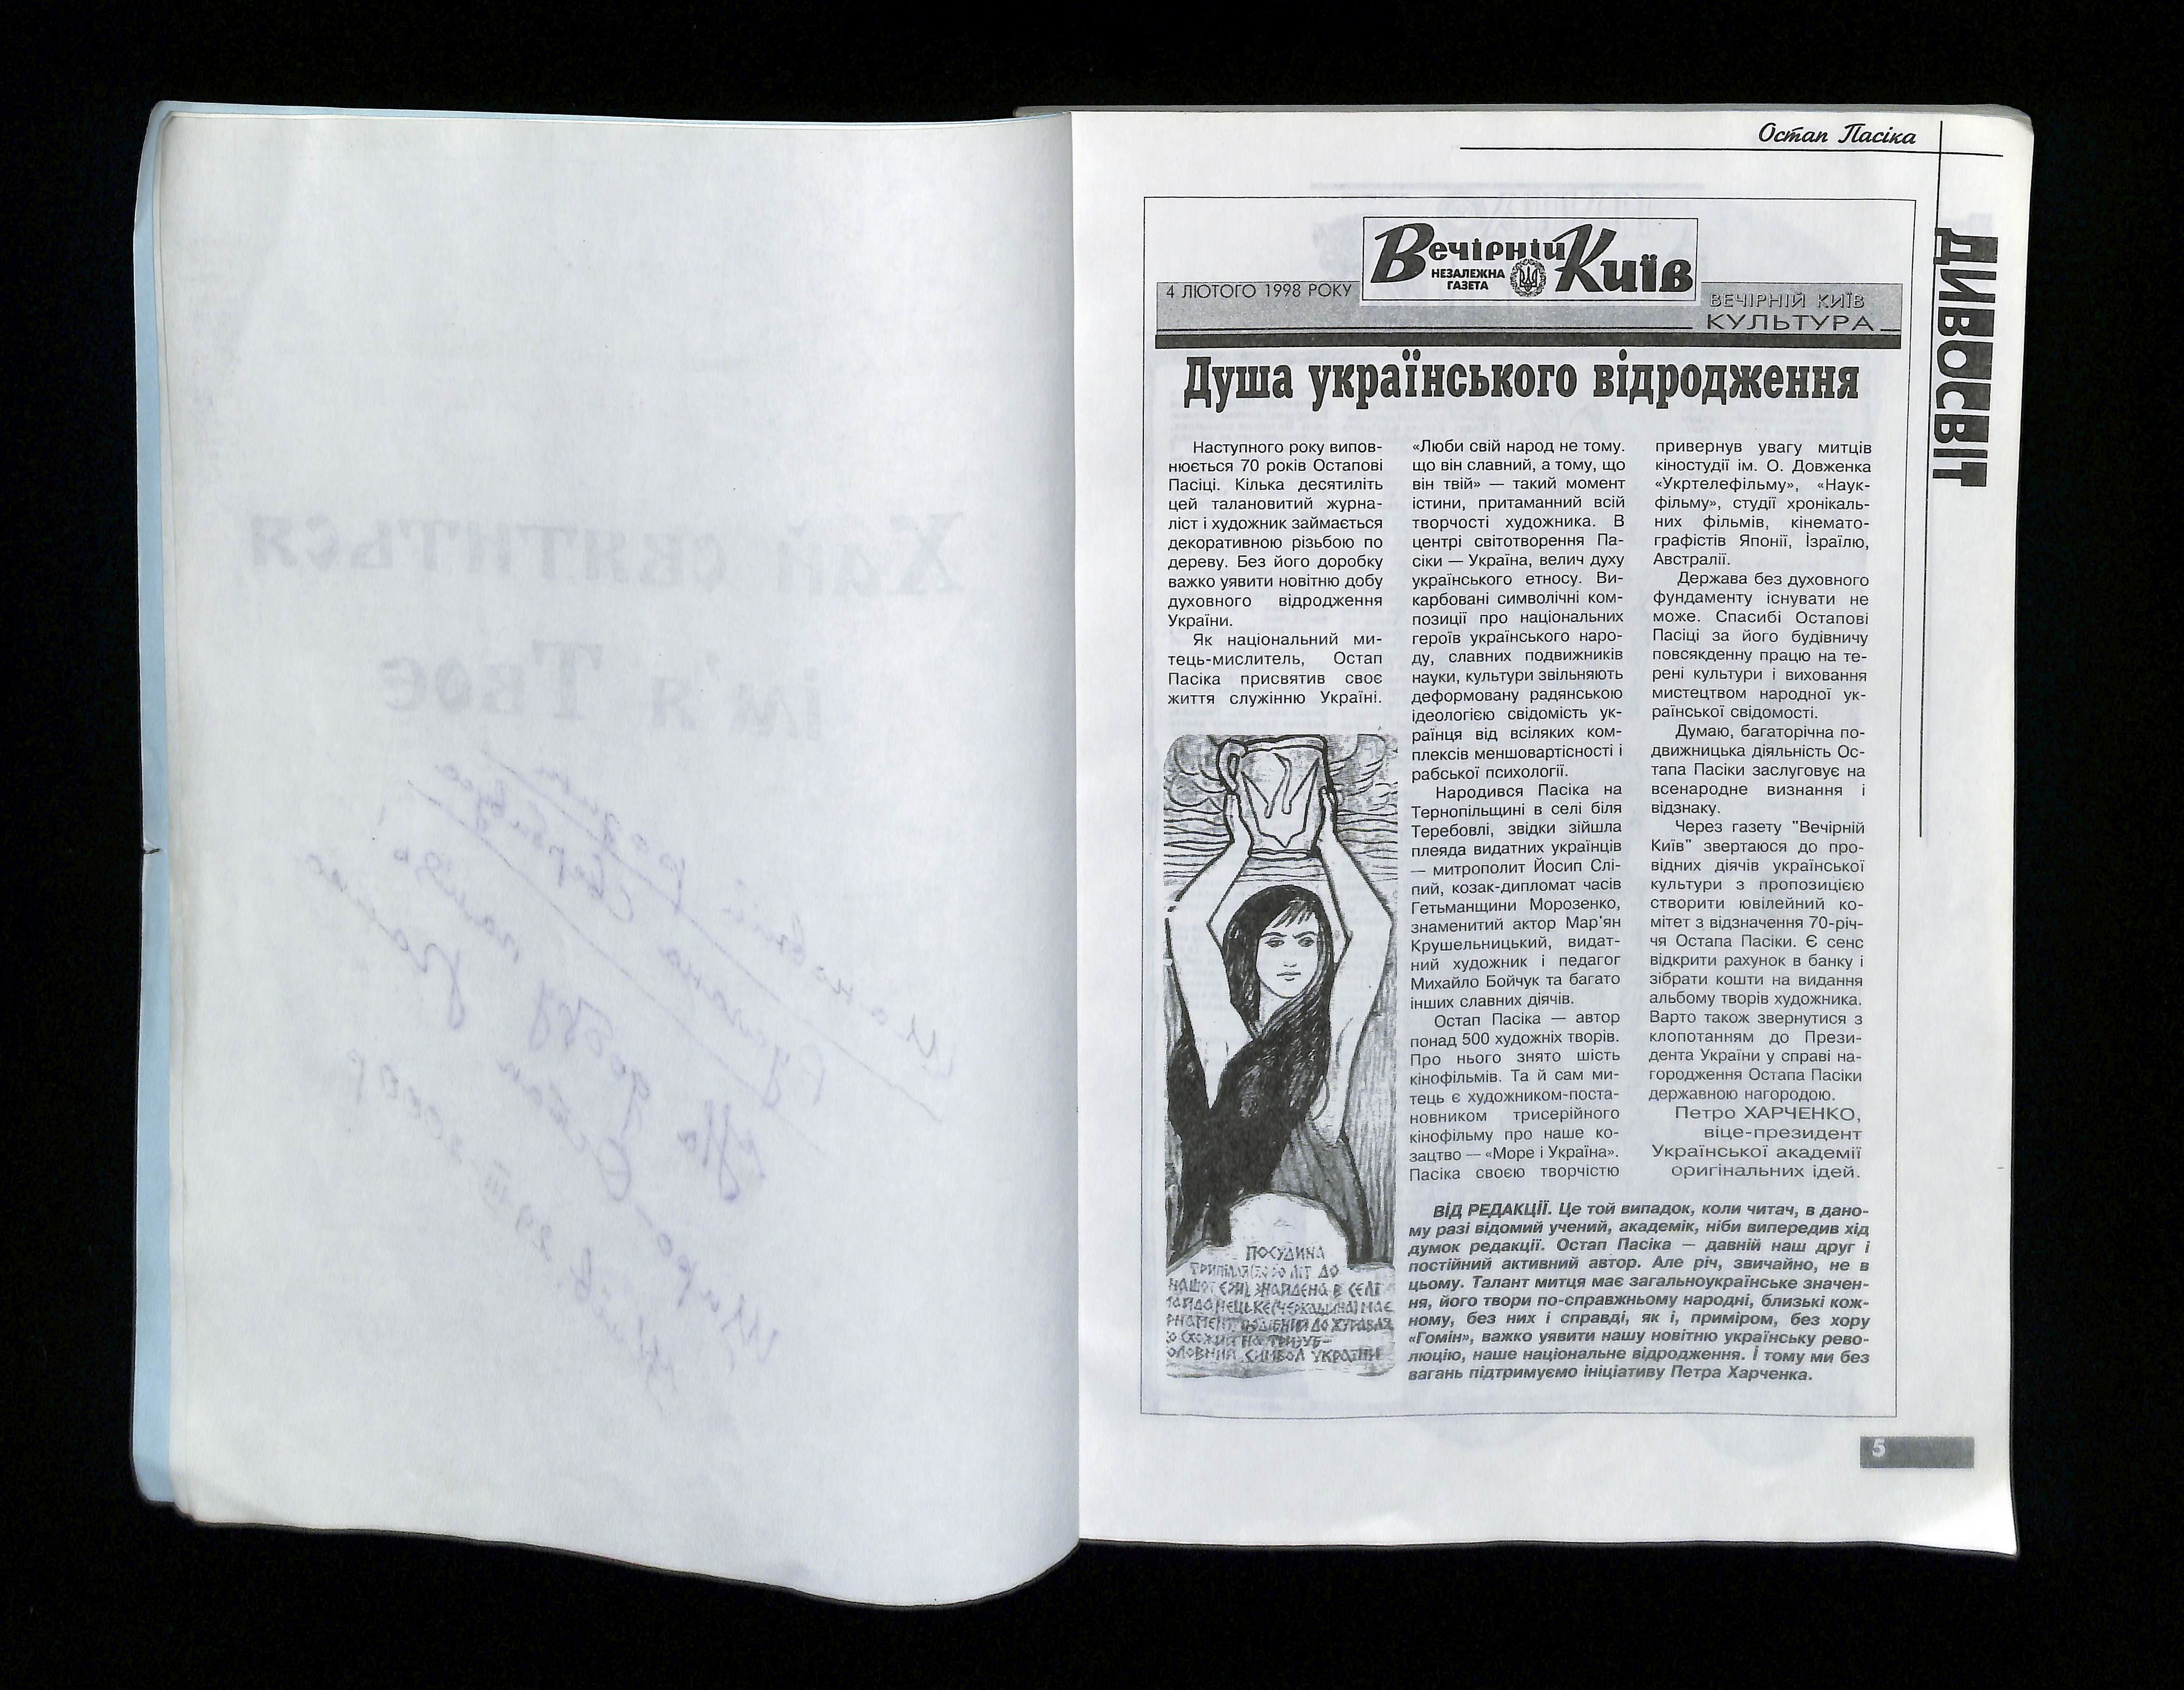 Хай святиться
ім'я Твоє
Остап Пасіка
ДИВОСВІТ
Вечірній Київ
НЕЗАЛЕЖНА
ГАЗЕТА
4 ЛЮТОГО 1998 РОКУ
ВЕЧІРНІЙ КИЇВ
КУЛЬТУРА
Душа українського відродження
Наступного року випов-
нюється 70 років Остапові
Пасіці. Кілька десятиліть
цей талановитий журна-
ліст і художник займається
декоративною різьбою по
дереву. Без його доробку
важко уявити новітню добу
духовного відродження
України.
Як національний ми-
тець-мислитель, Остап
Пасіка присвятив своє
життя служінню Україні.
«Люби свій народ не тому.
що він славний, а тому, що
він твій» — такий момент
істини, притаманний всій
творчості художника. В
центрі світотворення Па-
сіки — Україна, велич духу
українського етносу. Ви-
карбовані символічні ком-
позиції про національних
героїв українського наро-
ду, славних подвижників
науки, культури звільняють
деформовану радянською
ідеологією свідомість ук-
раїнця від всіляких ком-
плексів меншовартісності і
рабської психології.
Народився Пасіка на
Тернопільщині в селі біля
Теребовлі, звідки зійшла
плеяда видатних українців
— митрополит Йосип Слі-
пий, козак-дипломат часів
Гетьманщини Морозенко,
знаменитий актор Мар'ян
Крушельницький, видат-
ний художник і педагог
Михайло Бойчук та багато
інших славних діячів.
Остап Пасіка — автор
понад 500 художніх творів.
Про нього знято шість
кінофільмів. Та й сам ми-
тець є художником-поста-
новником трисерійного
кінофільму про наше ко-
зацтво — «Море і Україна».
Пасіка своєю творчістю
привернув увагу митців
кіностудії ім. О. Довженка
«Укртелефільму», «Наук-
фільму», студії хронікаль-
них фільмів, кінемато-
графістів Японії, Ізраїлю,
Австралії.
Держава без духовного
фундаменту існувати не
може. Спасибі Остапові
Пасіці за його будівничу
повсякденну працю на те-
рені культури і виховання
мистецтвом народної ук-
раїнської свідомості.
Думаю, багаторічна по-
движницька діяльність Ос-
тапа Пасіки заслуговує на
всенародне визнання і
відзнаку.
Через газету "Вечірній
Київ" звертаюся до про-
відних діячів української
культури з пропозицією
створити ювілейний ко-
мітет з відзначення 70-річ-
чя Остапа Пасіки. Є сенс
відкрити рахунок в банку і
зібрати кошти на видання
альбому творів художника.
Варто також звернутися з
клопотанням до Прези-
дента України у справі на-
городження Остапа Пасіки
державною нагородою.
Петро ХАРЧЕНКО,
віце-президент
Української академії
оригінальних ідей.
ПОСУДИНА
ЛІТ ДО
НАШОЇ ЕРИ, ЗНАЙДЕНА В СЕЛІ
СИМВОЛ УКРАЇНИ
ВІД РЕДАКЦІЇ. Це той випадок, коли читач, в дано-
му разі відомий учений, академік, ніби випередив хід
думок редакції. Остап Пасіка — давній наш друг і
постійний активний автор. Але річ, звичайно, не в
цьому. Талант митця має загальноукраїнське значен-
ня, його твори по-справжньому народні, близькі кож-
ному, без них і справді, як і, приміром, без хору
«Гомін», важко уявити нашу новітню українську рево-
люцію, наше національне відродження. І тому ми без
вагань підтримуємо ініціативу Петра Харченка.
5